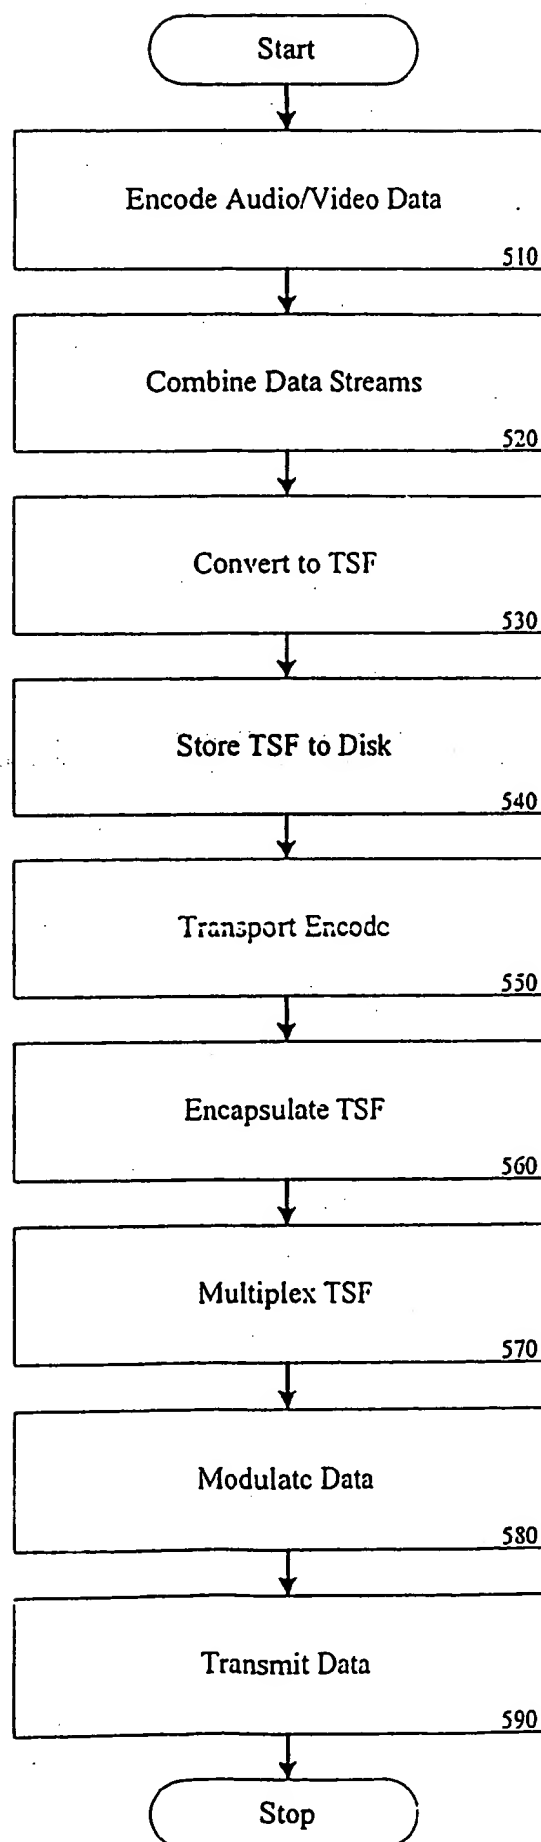 Start
Encode Audio/Video Data
510
Combine Data Streams
520
Convert to TSF
530
Store TSF to Disk
540
Transport Encode
550
Encapsulate TSF
560
Multiplex TSF
570
Modulate Data
580
Transmit Data
590
Stop